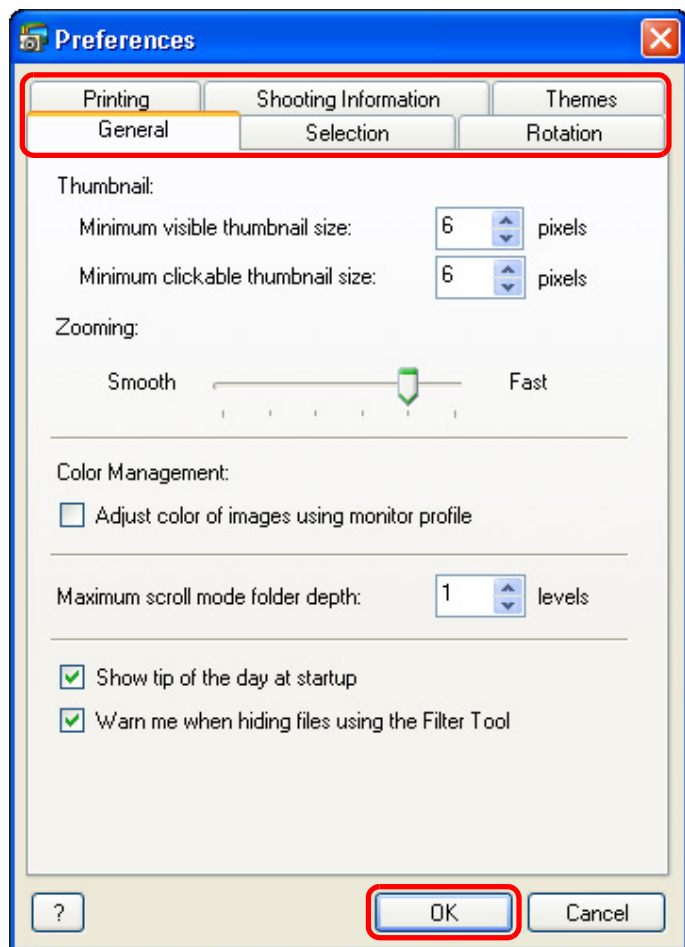 Preferences
Printing Shooting Information Themes
General Selection Rotation
Thumbnail:
Minimum visible thumbnail size: 6 pixels
Minimum clickable thumbnail size: 6 pixels
Zooming:
Smooth Fast
Color Management:
Adjust color of images using monitor profile
Maximum scroll mode folder depth: 1 levels
Show tip of the day at startup
Warn me when hiding files using the Filter Tool
? OK Cancel